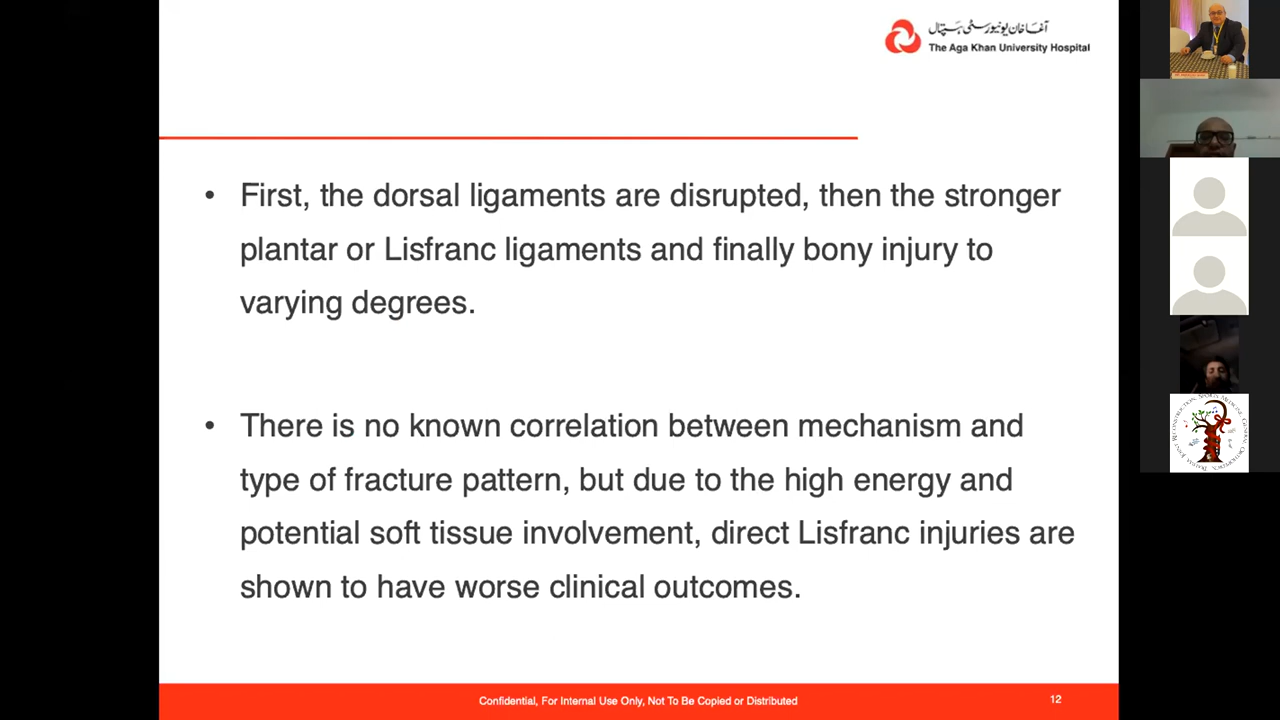 آغا خان یونیورسٹی ہسپتال
The Aga Khan University Hospital
• First, the dorsal ligaments are disrupted, then the stronger
plantar or Lisfranc ligaments and finally bony injury to
varying degrees.
• There is no known correlation between mechanism and
type of fracture pattern, but due to the high energy and
potential soft tissue involvement, direct Lisfranc injuries are
shown to have worse clinical outcomes.
Confidential, For Internal Use Only, Not To Be Copied or Distributed
12